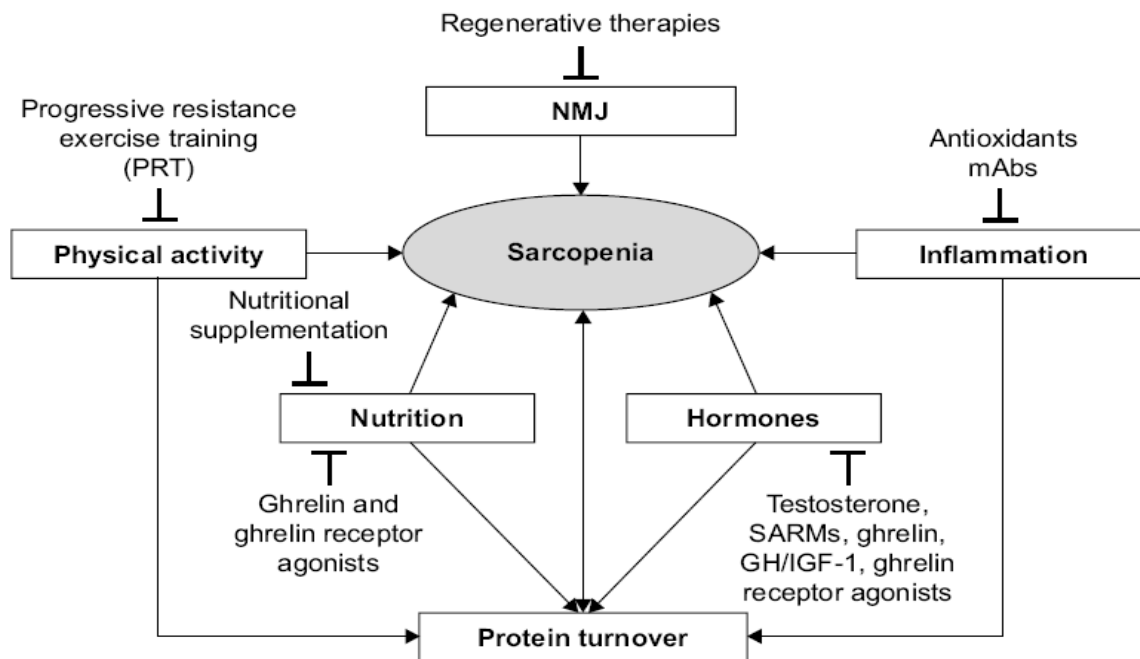 Regenerative therapies
NMJ
Progressive resistance
exercise training
(PRT)
Antioxidants
mAbs
Physical activity
Sarcopenia
Inflammation
Nutritional
supplementation
Nutrition
Hormones
Ghrelin and
ghrelin receptor
agonists
Testosterone,
SARMs, ghrelin,
GH/IGF-1, ghrelin
receptor agonists
Protein turnover